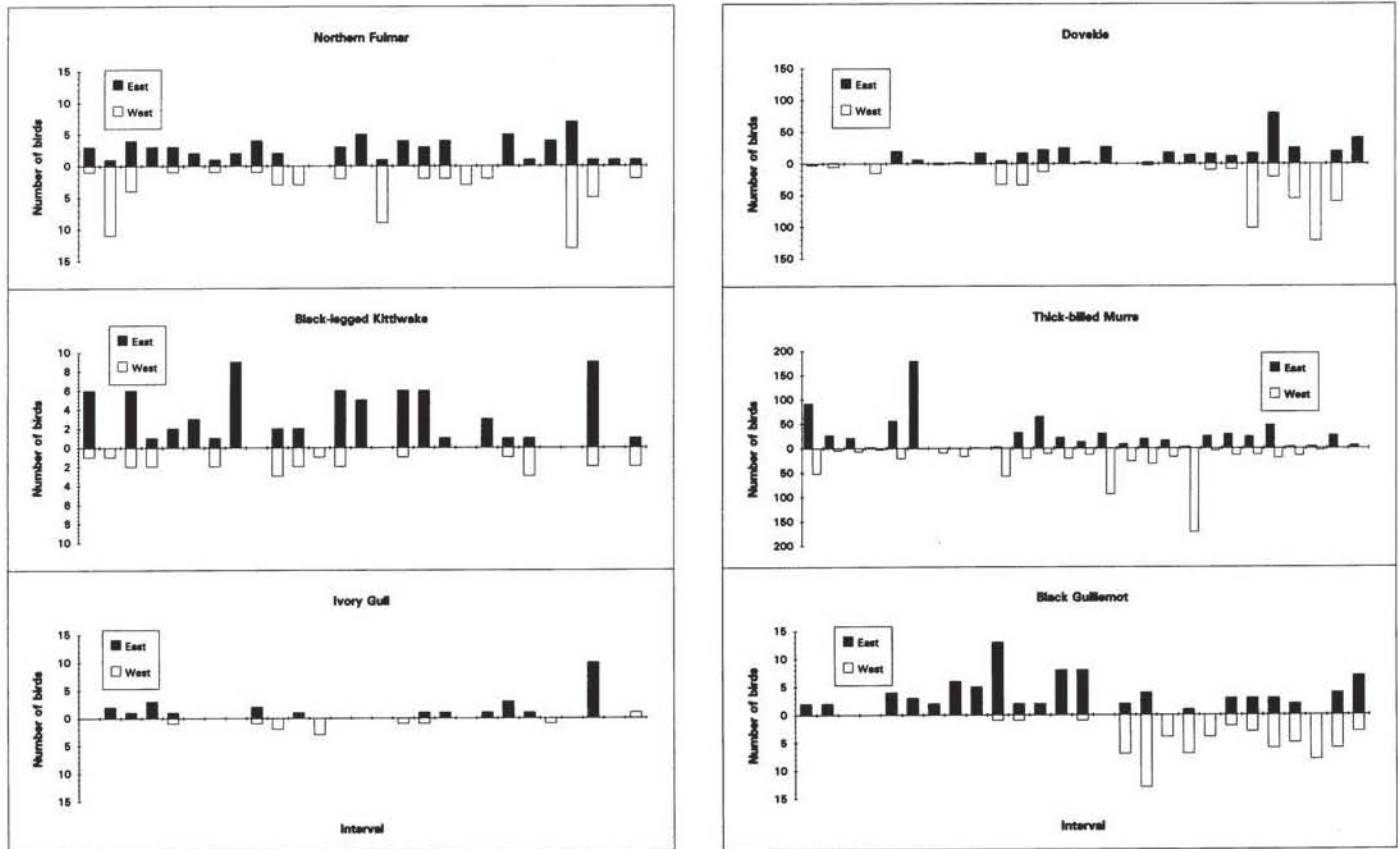 Northern Fulmar
15
10
5
0
5
10
15
Number of birds
East
West
Black-legged Kittiwake
10
8
6
4
2
0
2
4
6
8
10
Number of birds
East
West
Ivory Gull
15
10
5
0
5
10
15
Number of birds
East
West
Interval
Dovekie
150
100
50
0
50
100
150
Number of birds
East
West
Thick-billed Murre
200
150
100
50
0
50
100
150
200
Number of birds
East
West
Black Guillemot
15
10
5
0
5
10
15
Number of birds
East
West
Interval